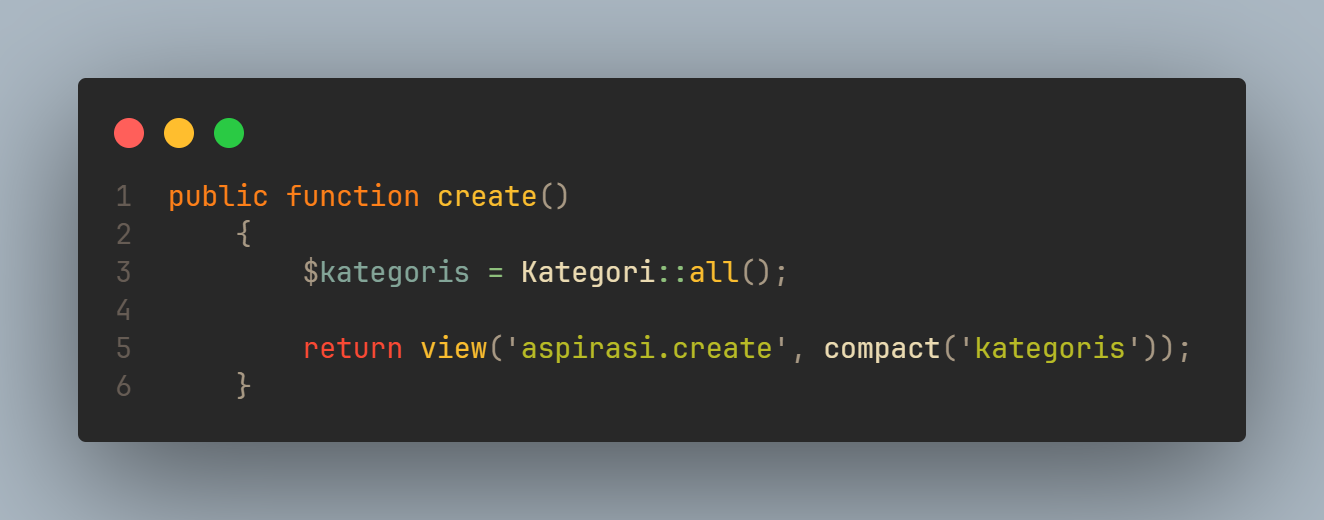 1 public function create()
2     {
3         $kategoris = Kategori::all();
4
5         return view('aspirasi.create', compact('kategoris'));
6     }